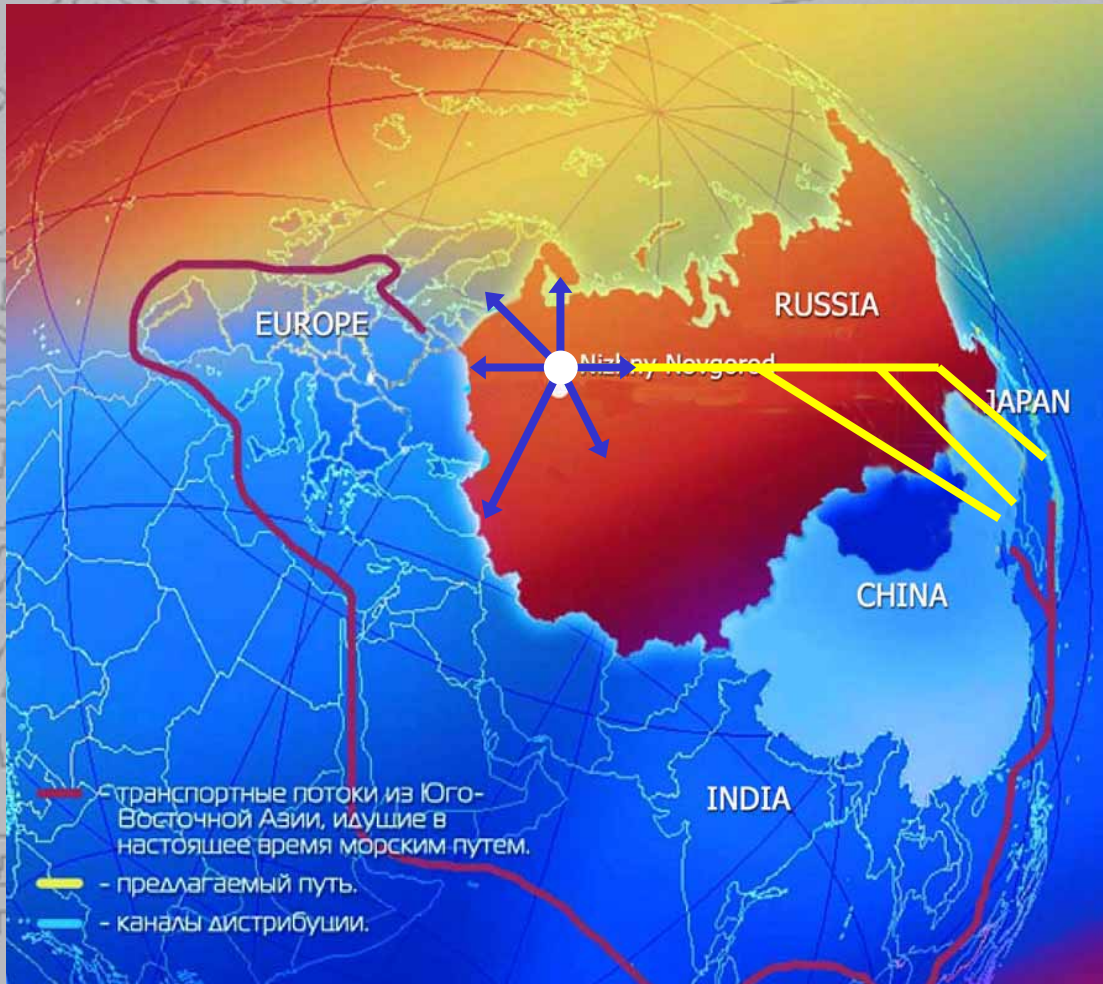 RUSSIA
EUROPE
Nizhny Novgorod
JAPAN
CHINA
INDIA
- транспортные потоки из Юго-
Восточной Азии, идущие в
настоящее время морским путем.
- предлагаемый путь.
- каналы дистрибуции.